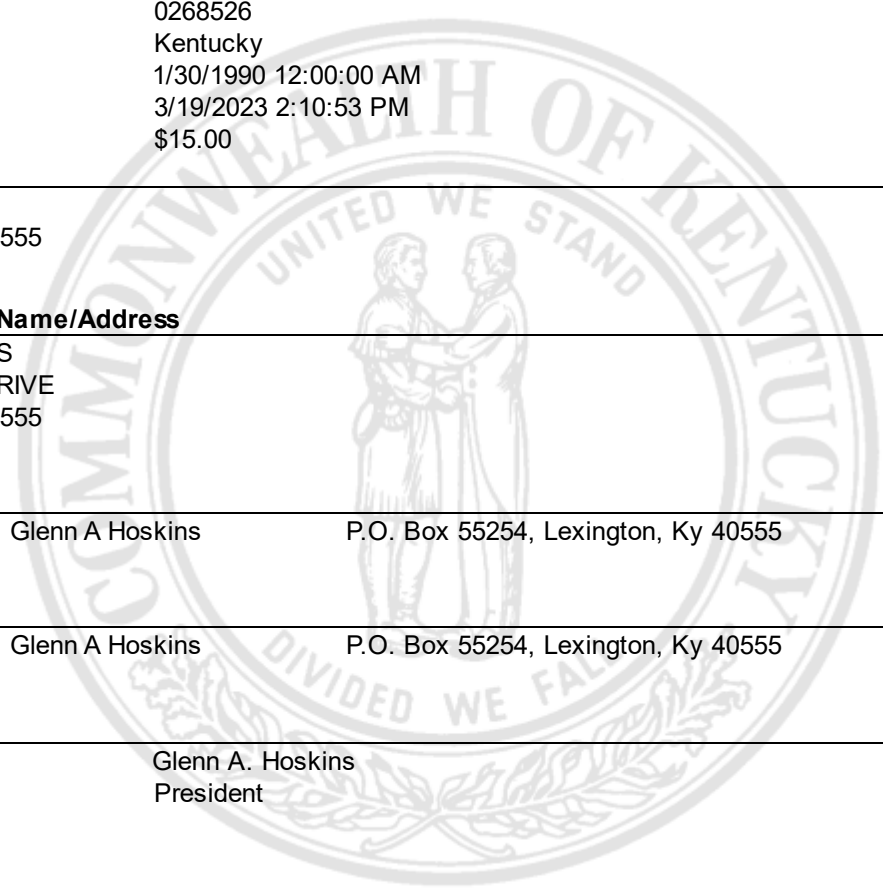 0268526
Kentucky
1/30/1990 12:00:00 AM
3/19/2023 2:10:53 PM
$15.00
555
Name/Address
S
RIVE
555
Glenn A Hoskins P.O. Box 55254, Lexington, Ky 40555
Glenn A Hoskins P.O. Box 55254, Lexington, Ky 40555
Glenn A. Hoskins
President
COMMONWEALTH OF KENTUCKY
UNITED WE STAND
DIVIDED WE FALL